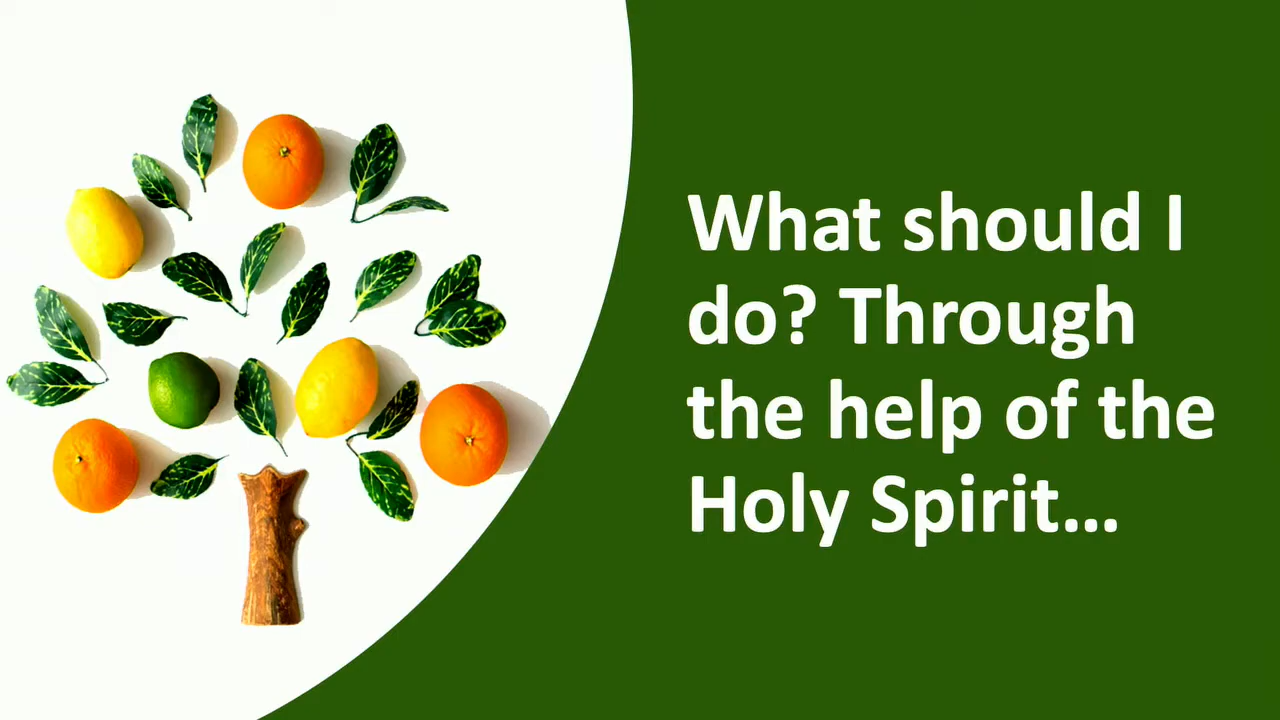 What should I
do? Through
the help of the
Holy Spirit...